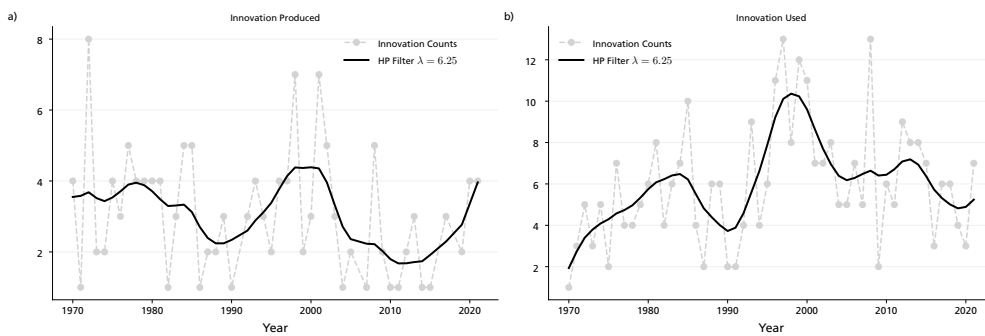 a)
Innovation Produced
Innovation Counts
HP Filter λ = 6.25
8
6
4
2
1970
1980
1990
2000
2010
2020
Year
b)
Innovation Used
Innovation Counts
HP Filter λ = 6.25
12
10
8
6
4
2
1970
1980
1990
2000
2010
2020
Year